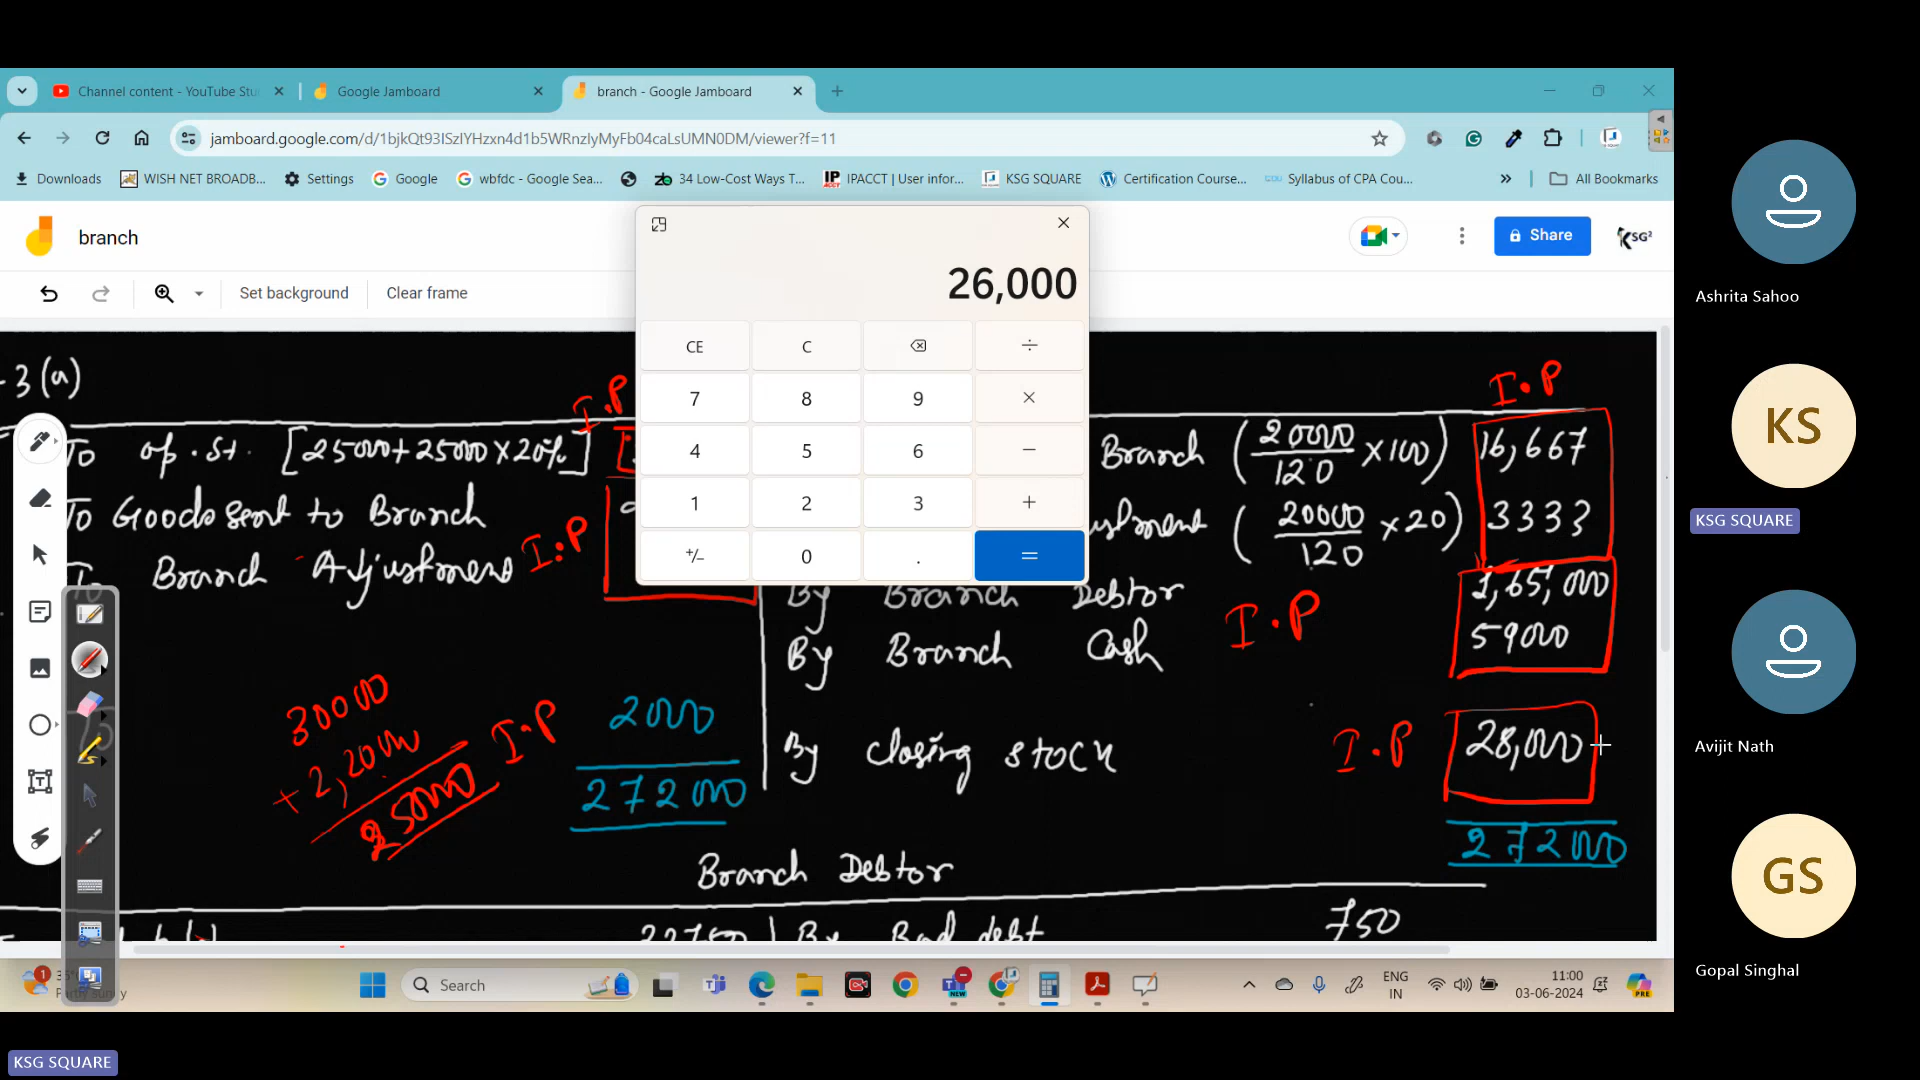 Channel content - YouTube Stu
Google Jamboard
branch - Google Jamboard
jamboard.google.com/d/1bjkQt93ISzlYHzxn4d1b5WRnzIyMyFb04caLsUMN0DM/viewer?f=11
Downloads
WISH NET BROADB...
Settings
Google
wbfdc - Google Sea...
34 Low-Cost Ways T...
IPACCT | User infor...
KSG SQUARE
Certification Course...
Syllabus of CPA Cou...
»
All Bookmarks
branch
Share
KSG²
Set background
Clear frame
26,000
CE C ÷
7 8 9 ×
4 5 6 −
1 2 3 +
+/− 0 . =
-3(a)
I.P
I.P
To op. St. [25000+25000×20%]
Branch (20000/120 ×100) 16,667
To Goods sent to Branch
ustment (20000/120 ×20) 3333
I.P
To Branch Adjustment
By Branch Debtor 1,65,000
I.P
By Branch Cash 59000
30000
+2,20000
250000
I.P
2000
By closing stock
I.P
28,000
272000
272000
Branch Debtor
By Bad debt
750
Search
ENG
IN
11:00
03-06-2024
Ashrita Sahoo
KS
KSG SQUARE
Avijit Nath
GS
Gopal Singhal
KSG SQUARE